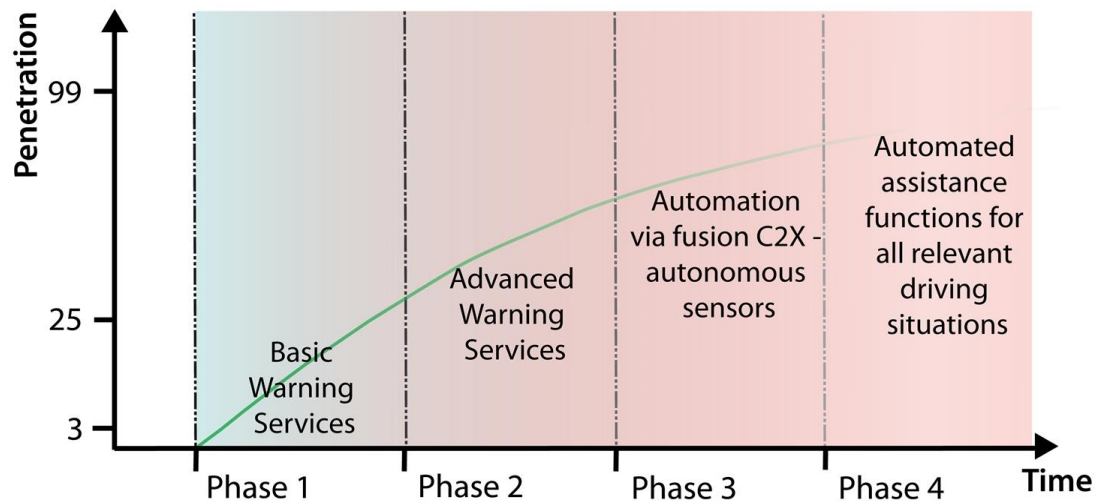 Penetration
99
25
3
Basic
Warning
Services
Advanced
Warning
Services
Automation
via fusion C2X -
autonomous
sensors
Automated
assistance
functions for
all relevant
driving
situations
Phase 1
Phase 2
Phase 3
Phase 4
Time